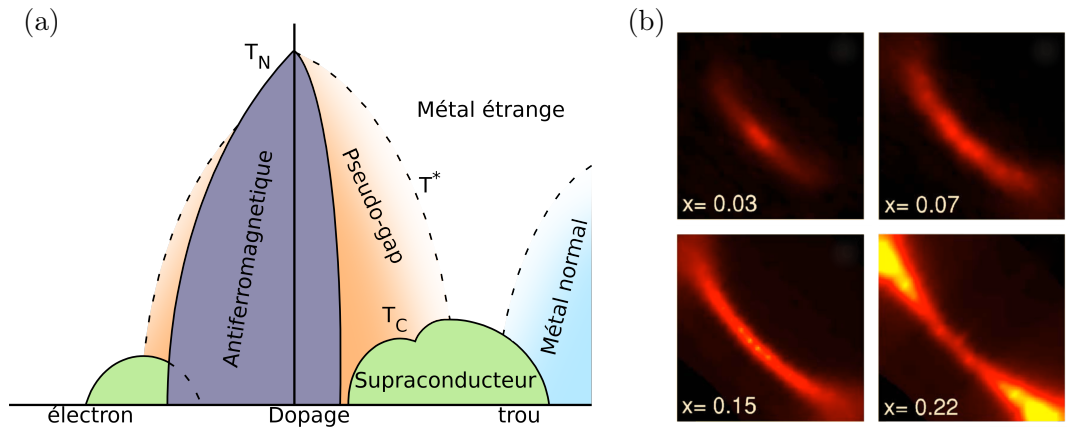 (a)
T_N
Métal étrange
Pseudo-gap
T*
Antiferromagnetique
T_C
Métal normal
Supraconducteur
électron
Dopage
trou
(b)
x= 0.03
x= 0.07
x= 0.15
x= 0.22